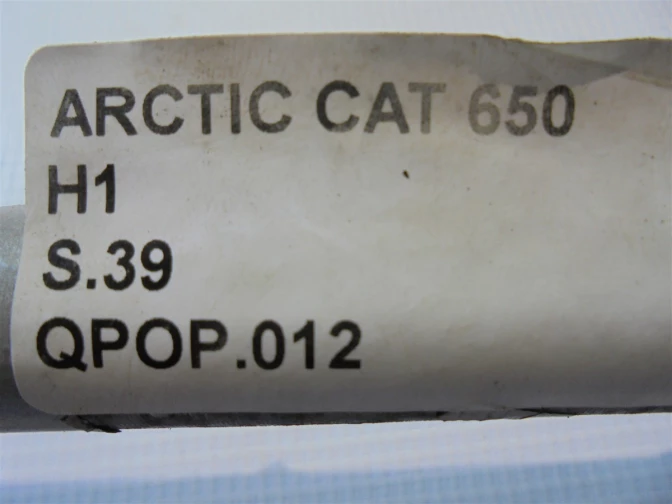 ARCTIC CAT 650
H1
S.39
QPOP.012